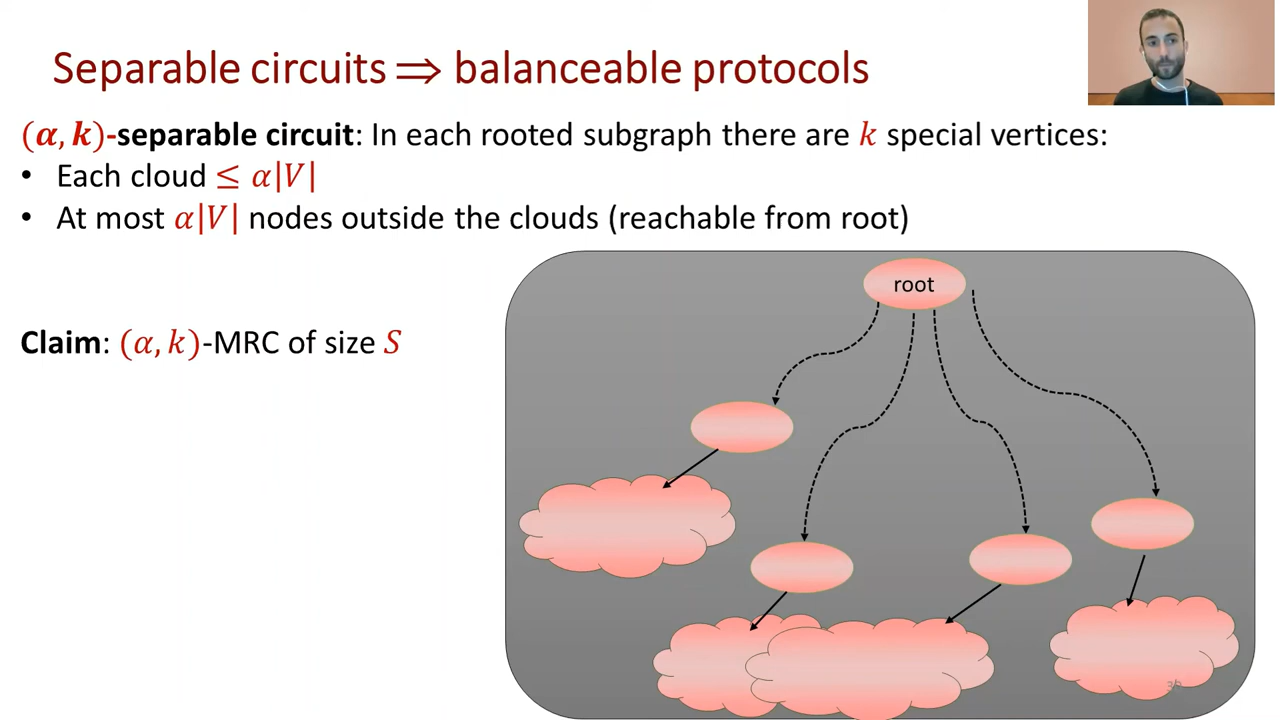 Separable circuits ⟹ balanceable protocols
(α, k)-separable circuit: In each rooted subgraph there are k special vertices:
• Each cloud ≤ α|V|
• At most α|V| nodes outside the clouds (reachable from root)
root
Claim: (α, k)-MRC of size S